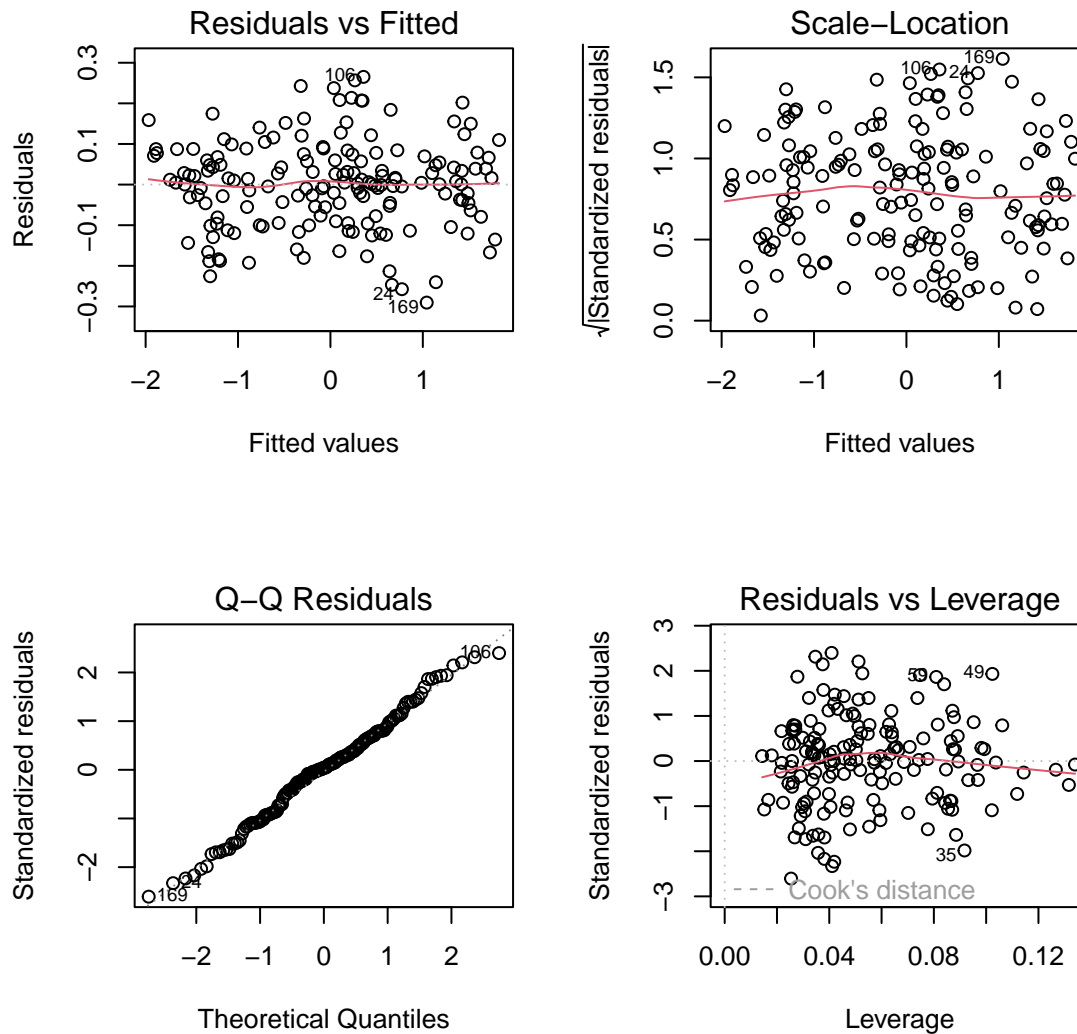 Residuals vs Fitted
Residuals
0.3
0.1
−0.1
−0.3
106
24
169
−2 −1 0 1
Fitted values
Scale−Location
√|Standardized residuals|
1.5
1.0
0.5
0.0
106
24
169
−2 −1 0 1
Fitted values
Q−Q Residuals
Standardized residuals
2
1
0
−2
106
24
169
−2 −1 0 1 2
Theoretical Quantiles
Residuals vs Leverage
Standardized residuals
3
2
1
0
−1
−3
49
35
Cook's distance
0.00 0.04 0.08 0.12
Leverage